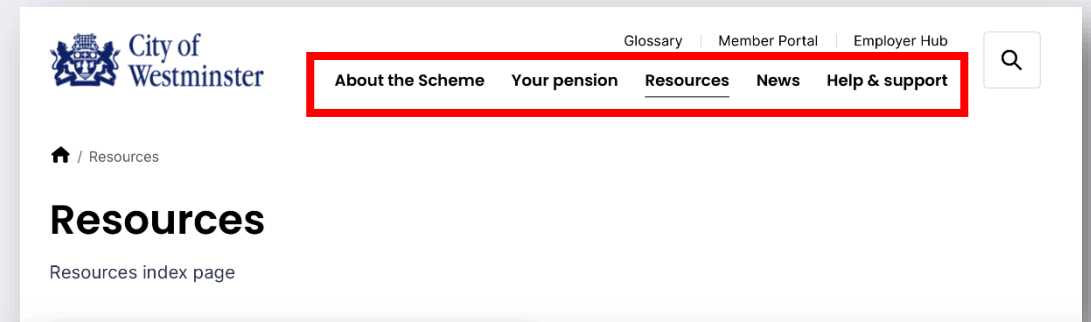 City of
Westminster
Glossary Member Portal Employer Hub
About the Scheme Your pension Resources News Help & support
/ Resources
Resources
Resources index page